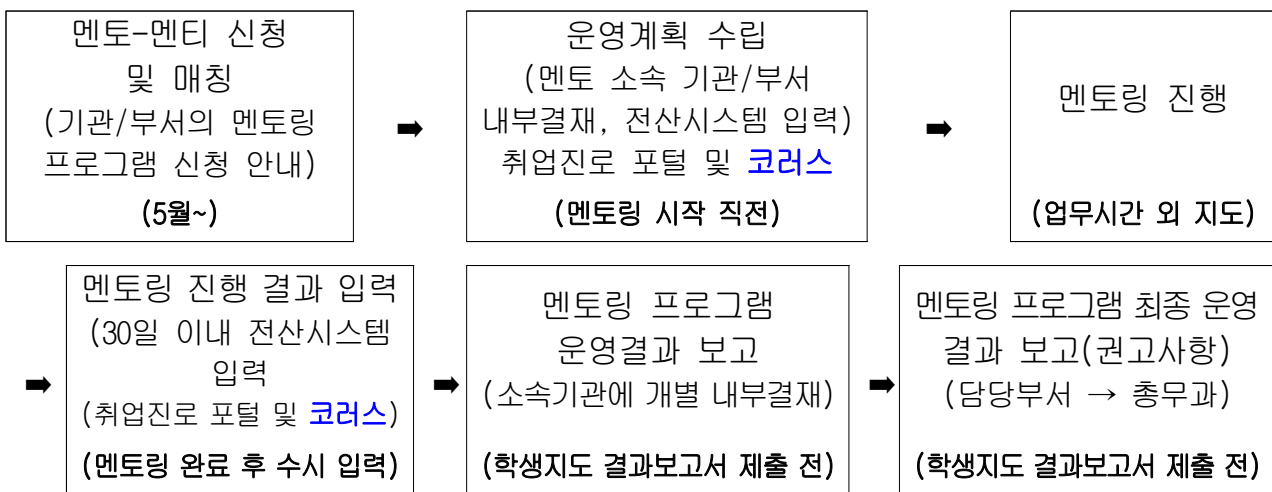 멘토-멘티 신청
및 매칭
(기관/부서의 멘토링
프로그램 신청 안내)
(5월~)
➡
운영계획 수립
(멘토 소속 기관/부서
내부결재, 전산시스템 입력)
취업진로 포털 및 코러스
(멘토링 시작 직전)
➡
멘토링 진행
(업무시간 외 지도)
➡
멘토링 진행 결과 입력
(30일 이내 전산시스템
입력
(취업진로 포털 및 코러스)
(멘토링 완료 후 수시 입력)
➡
멘토링 프로그램
운영결과 보고
(소속기관에 개별 내부결재)
(학생지도 결과보고서 제출 전)
➡
멘토링 프로그램 최종 운영
결과 보고(권고사항)
(담당부서 → 총무과)
(학생지도 결과보고서 제출 전)